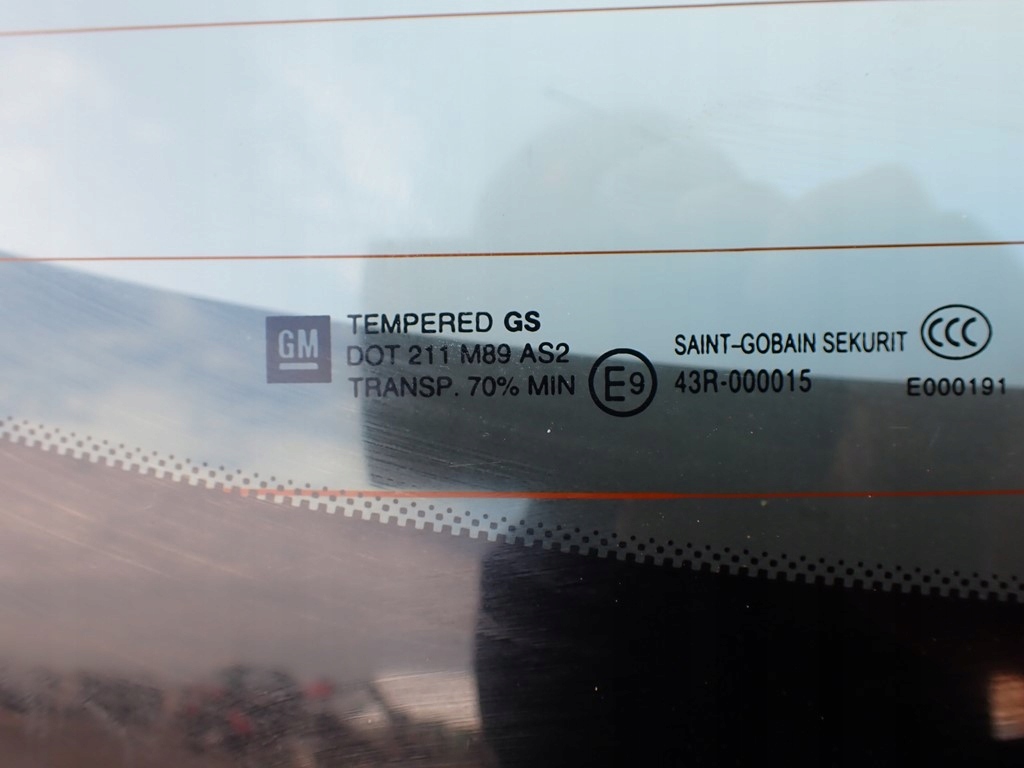 GM
TEMPERED GS
DOT 211 M89 AS2
TRANSP. 70% MIN
E9
SAINT-GOBAIN SEKURIT
43R-000015
CCC
E000191